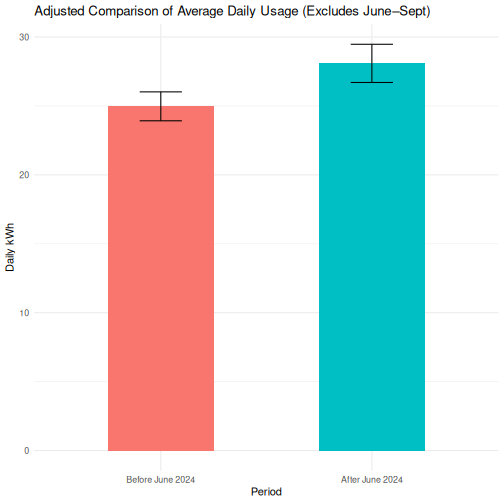 Adjusted Comparison of Average Daily Usage (Excludes June–Sept)
30
20
10
0
Daily kWh
Before June 2024
After June 2024
Period